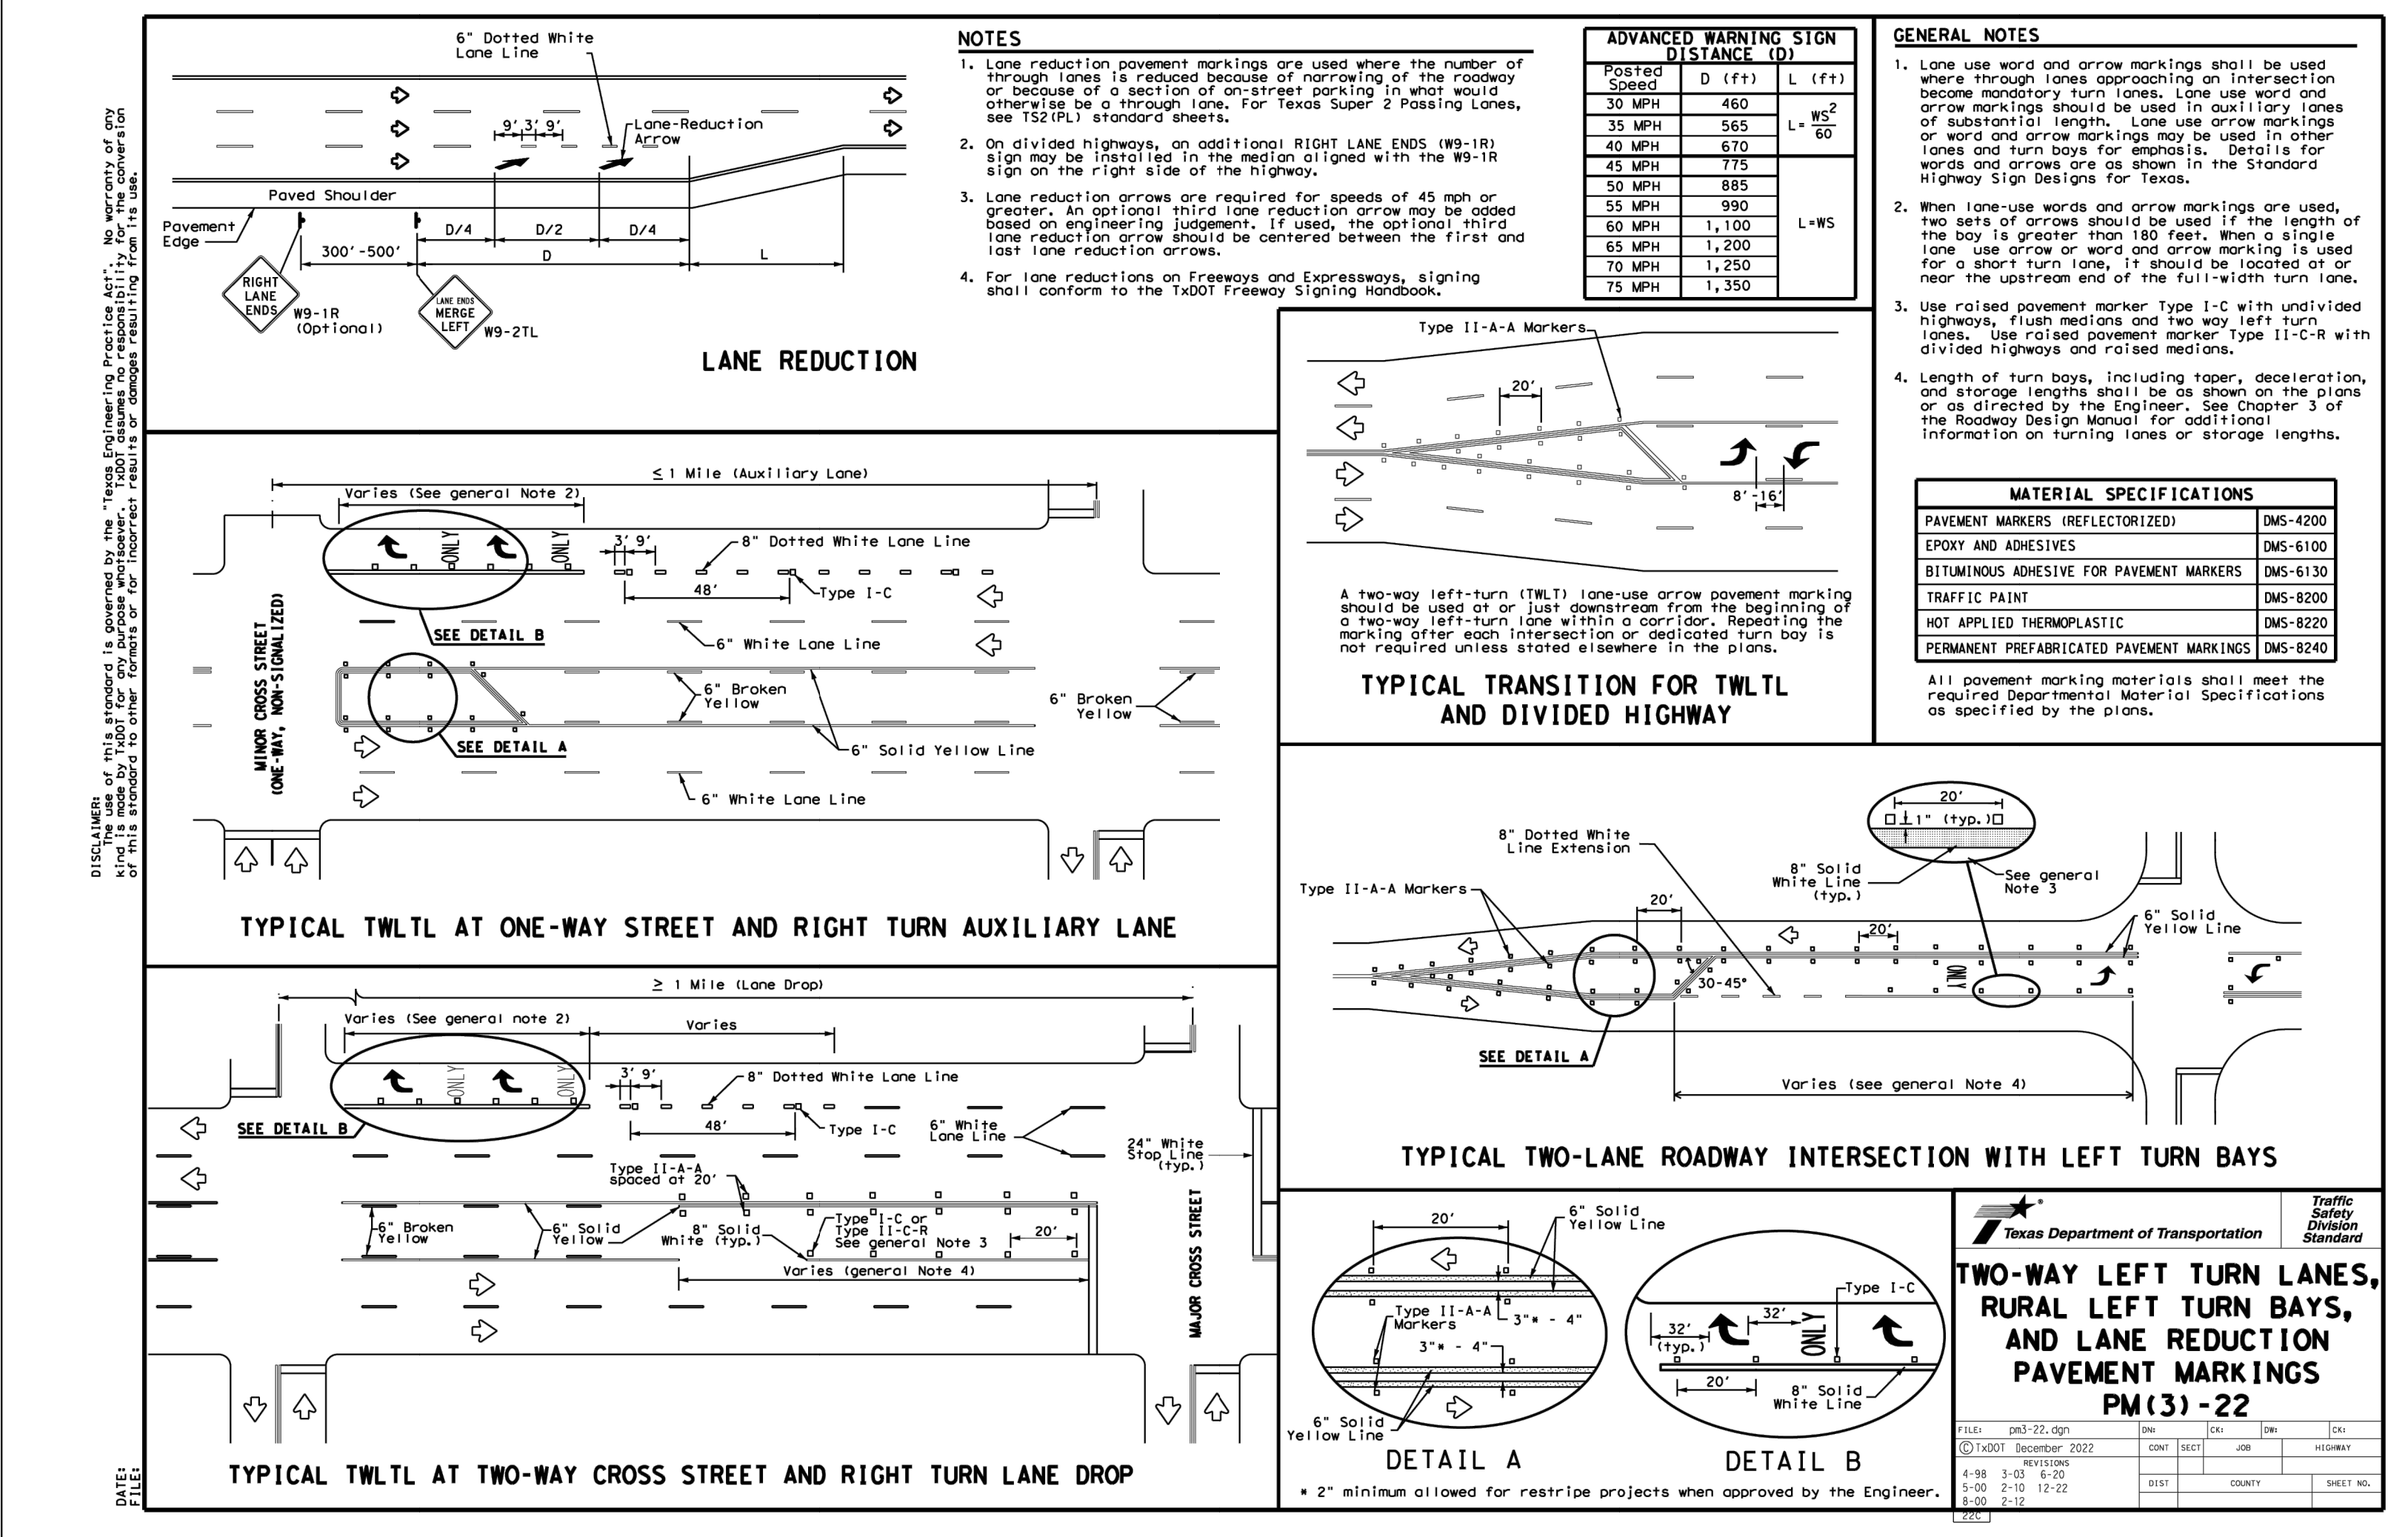 DISCLAIMER:
The use of this standard is governed by the "Texas Engineering Practice Act". No warranty of any
kind is made by TxDOT for any purpose whatsoever. TxDOT assumes no responsibility for the conversion
of this standard to other formats or for incorrect results or damages resulting from its use.
DATE:
FILE:
6" Dotted White
Lane Line
9' 3' 9'
Lane-Reduction
Arrow
Paved Shoulder
Pavement
Edge
D/4
D/2
D/4
300'-500'
D
L
RIGHT
LANE
ENDS
W9-1R
(Optional)
LANE ENDS
MERGE
LEFT
W9-2TL
LANE REDUCTION
NOTES
1. Lane reduction pavement markings are used where the number of
through lanes is reduced because of narrowing of the roadway
or because of a section of on-street parking in what would
otherwise be a through lane. For Texas Super 2 Passing Lanes,
see TS2(PL) standard sheets.
2. On divided highways, an additional RIGHT LANE ENDS (W9-1R)
sign may be installed in the median aligned with the W9-1R
sign on the right side of the highway.
3. Lane reduction arrows are required for speeds of 45 mph or
greater. An optional third lane reduction arrow may be added
based on engineering judgement. If used, the optional third
lane reduction arrow should be centered between the first and
last lane reduction arrows.
4. For lane reductions on Freeways and Expressways, signing
shall conform to the TxDOT Freeway Signing Handbook.
ADVANCED WARNING SIGN
DISTANCE (D)
Posted
Speed
D (ft)
L (ft)
30 MPH 460
35 MPH 565
40 MPH 670
L= WS²
60
45 MPH 775
50 MPH 885
55 MPH 990
60 MPH 1,100
65 MPH 1,200
70 MPH 1,250
75 MPH 1,350
L=WS
GENERAL NOTES
1. Lane use word and arrow markings shall be used
where through lanes approaching an intersection
become mandatory turn lanes. Lane use word and
arrow markings should be used in auxiliary lanes
of substantial length. Lane use arrow markings
or word and arrow markings may be used in other
lanes and turn bays for emphasis. Details for
words and arrows are as shown in the Standard
Highway Sign Designs for Texas.
2. When lane-use words and arrow markings are used,
two sets of arrows should be used if the length of
the bay is greater than 180 feet. When a single
lane use arrow or word and arrow marking is used
for a short turn lane, it should be located at or
near the upstream end of the full-width turn lane.
3. Use raised pavement marker Type I-C with undivided
highways, flush medians and two way left turn
lanes. Use raised pavement marker Type II-C-R with
divided highways and raised medians.
4. Length of turn bays, including taper, deceleration,
and storage lengths shall be as shown on the plans
or as directed by the Engineer. See Chapter 3 of
the Roadway Design Manual for additional
information on turning lanes or storage lengths.
MATERIAL SPECIFICATIONS
PAVEMENT MARKERS (REFLECTORIZED) DMS-4200
EPOXY AND ADHESIVES DMS-6100
BITUMINOUS ADHESIVE FOR PAVEMENT MARKERS DMS-6130
TRAFFIC PAINT DMS-8200
HOT APPLIED THERMOPLASTIC DMS-8220
PERMANENT PREFABRICATED PAVEMENT MARKINGS DMS-8240
All pavement marking materials shall meet the
required Departmental Material Specifications
as specified by the plans.
Type II-A-A Markers
20'
8'-16'
A two-way left-turn (TWLT) lane-use arrow pavement marking
should be used at or just downstream from the beginning of
a two-way left-turn lane within a corridor. Repeating the
marking after each intersection or dedicated turn bay is
not required unless stated elsewhere in the plans.
TYPICAL TRANSITION FOR TWLTL
AND DIVIDED HIGHWAY
≤ 1 Mile (Auxiliary Lane)
Varies (See general Note 2)
ONLY
ONLY
3' 9'
8" Dotted White Lane Line
48'
Type I-C
SEE DETAIL B
6" White Lane Line
MINOR CROSS STREET
(ONE-WAY, NON-SIGNALIZED)
6" Broken
Yellow
6" Broken
Yellow
SEE DETAIL A
6" Solid Yellow Line
6" White Lane Line
TYPICAL TWLTL AT ONE-WAY STREET AND RIGHT TURN AUXILIARY LANE
≥ 1 Mile (Lane Drop)
Varies (See general note 2)
Varies
ONLY
ONLY
3' 9'
8" Dotted White Lane Line
SEE DETAIL B
48'
Type I-C
6" White
Lane Line
24" White
Stop Line
(typ.)
Type II-A-A
spaced at 20'
6" Broken
Yellow
6" Solid
Yellow
8" Solid
White (typ.)
Type I-C or
Type II-C-R
See general Note 3
20'
Varies (general Note 4)
MAJOR CROSS STREET
TYPICAL TWLTL AT TWO-WAY CROSS STREET AND RIGHT TURN LANE DROP
20'
1" (typ.)
8" Dotted White
Line Extension
8" Solid
White Line
(typ.)
See general
Note 3
Type II-A-A Markers
20'
20'
6" Solid
Yellow Line
30-45°
ONLY
SEE DETAIL A
Varies (see general Note 4)
TYPICAL TWO-LANE ROADWAY INTERSECTION WITH LEFT TURN BAYS
20'
6" Solid
Yellow Line
Type II-A-A
Markers
3"* - 4"
3"* - 4"
6" Solid
Yellow Line
DETAIL A
Type I-C
32'
(typ.)
32'
ONLY
20'
8" Solid
White Line
DETAIL B
* 2" minimum allowed for restripe projects when approved by the Engineer.
®
Texas Department of Transportation
Traffic
Safety
Division
Standard
TWO-WAY LEFT TURN LANES,
RURAL LEFT TURN BAYS,
AND LANE REDUCTION
PAVEMENT MARKINGS
PM(3)-22
FILE: pm3-22.dgn DN: CK: DW: CK:
© TxDOT December 2022 CONT SECT JOB HIGHWAY
REVISIONS
4-98 3-03 6-20
5-00 2-10 12-22
8-00 2-12
DIST COUNTY SHEET NO.
22C